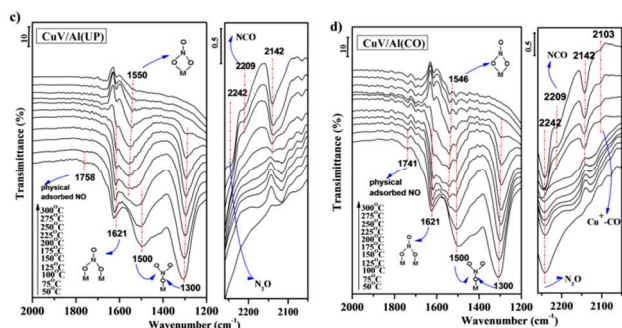 c)
CuV/Al(UP)
10
1550
O
N
O O
M
Transimittance (%)
1758
physical
adsorbed NO
300°C
275°C
250°C
225°C
200°C
175°C
150°C
125°C
100°C
75°C
50°C
1621
O
N
O O
M M
1500
O O
N
O
M
1300
2000 1800 1600 1400 1200
Wavenumber (cm-1)
0.5
NCO
2142
2209
2242
N2O
2200 2100
d)
CuV/Al(CO)
10
1546
O
N
O O
M
Transimittance (%)
1741
physical
adsorbed NO
300°C
275°C
250°C
225°C
200°C
175°C
150°C
125°C
100°C
75°C
50°C
1621
O
N
O O
M M
1500
O O
N
O
M
1300
2000 1800 1600 1400 1200
Wavenumber (cm-1)
0.5
2103
NCO
2142
2209
2242
Cu+-CO
N2O
2200 2100